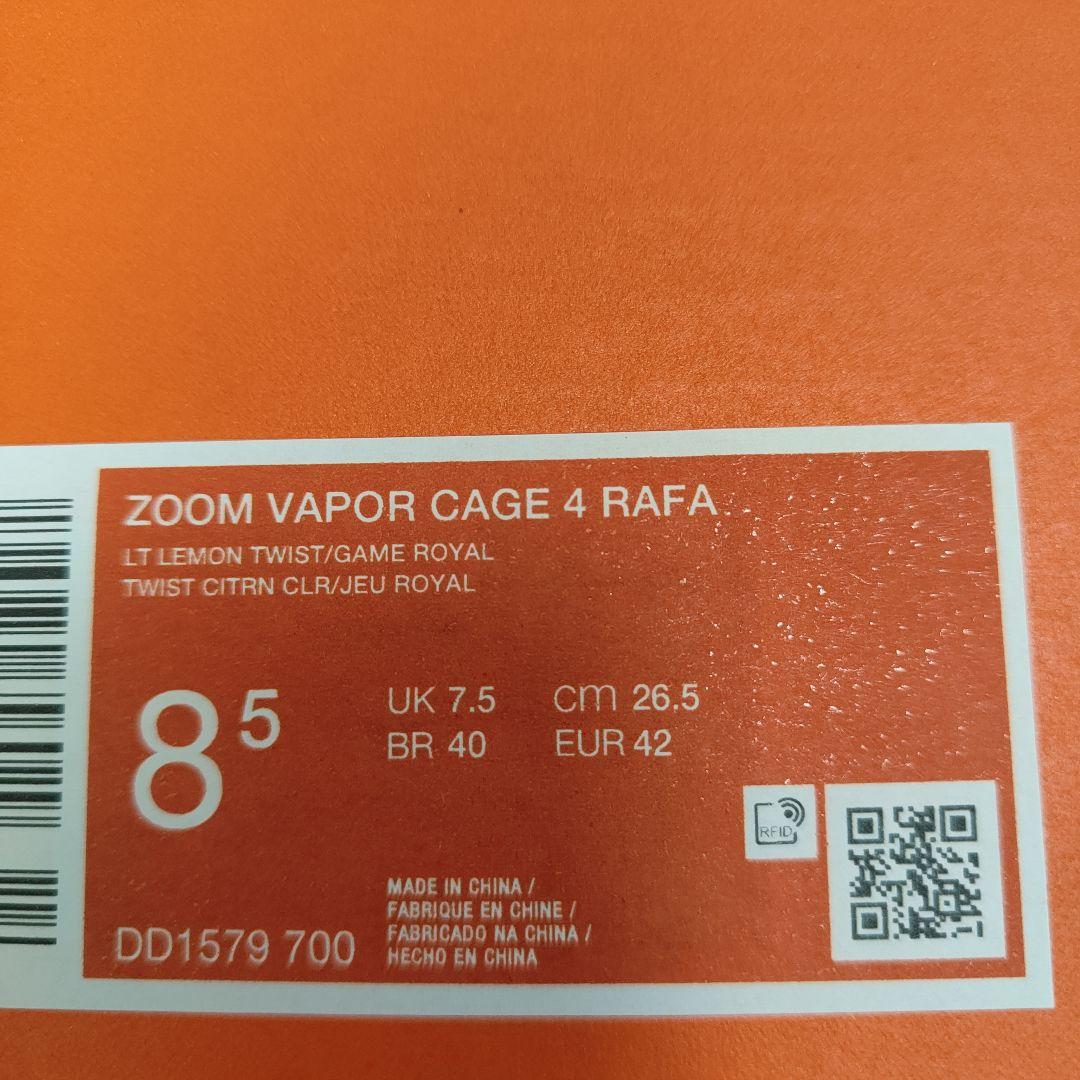 ZOOM VAPOR CAGE 4 RAFA
LT LEMON TWIST/GAME ROYAL
TWIST CITRN CLR/JEU ROYAL
8 5
UK 7.5 cm 26.5
BR 40 EUR 42
RFID
MADE IN CHINA /
FABRIQUE EN CHINE /
FABRICADO NA CHINA /
HECHO EN CHINA
DD1579 700